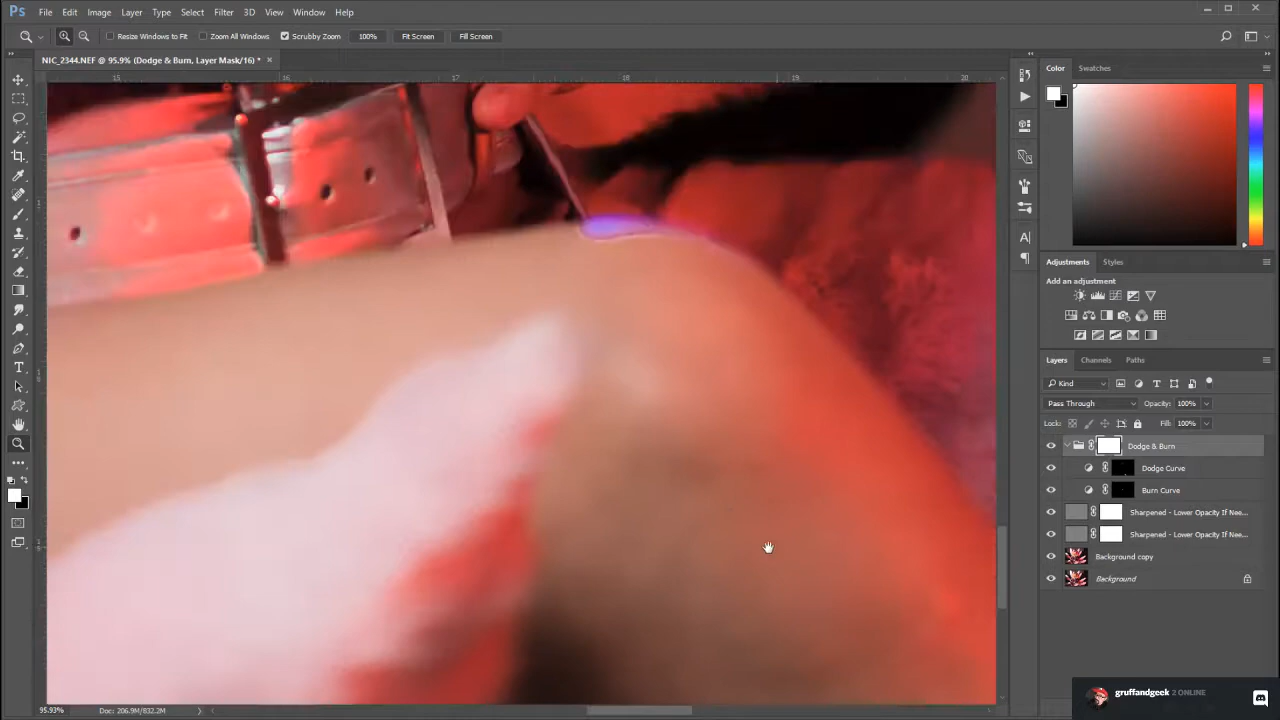 Ps File Edit Image Layer Type Select Filter 3D View Window Help
Resize Windows to Fit Zoom All Windows Scrubby Zoom 100% Fit Screen Fill Screen
NIC_2344.NEF @ 95.9% (Dodge & Burn, Layer Mask/16) * ×
15 16 17 18 19 20
Color Swatches
Adjustments Styles
Add an adjustment
Layers Channels Paths
Kind
Pass Through Opacity: 100%
Lock: Fill: 100%
Dodge & Burn
Dodge Curve
Burn Curve
Sharpened - Lower Opacity If Nee...
Sharpened - Lower Opacity If Nee...
Background copy
Background
95.93% Doc: 206.9M/832.2M
gruffandgeek 2 ONLINE